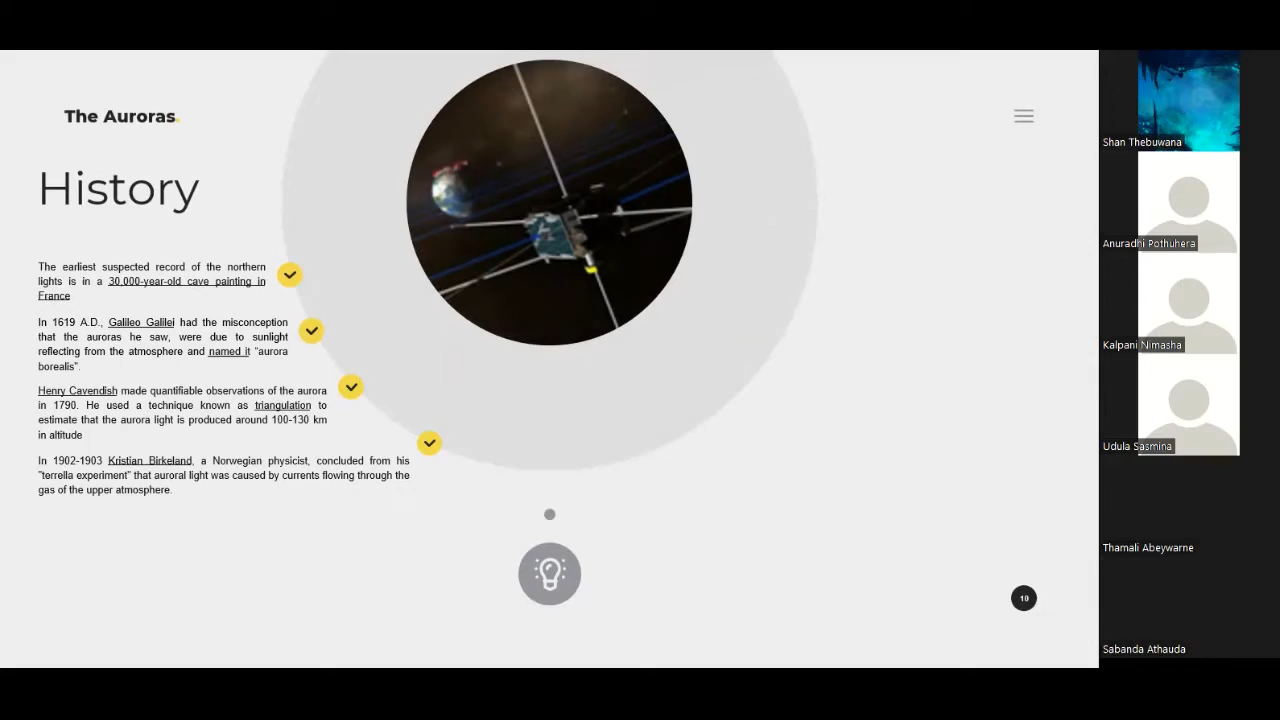 The Auroras.
History
The earliest suspected record of the northern
lights is in a 30,000-year-old cave painting in
France
In 1619 A.D., Galileo Galilei had the misconception
that the auroras he saw, were due to sunlight
reflecting from the atmosphere and named it "aurora
borealis".
Henry Cavendish made quantifiable observations of the aurora
in 1790. He used a technique known as triangulation to
estimate that the aurora light is produced around 100-130 km
in altitude
In 1902-1903 Kristian Birkeland, a Norwegian physicist, concluded from his
"terrella experiment" that auroral light was caused by currents flowing through the
gas of the upper atmosphere.
10
Shan Thebuwana
Anuradhi Pothuhera
Kalpani Nimasha
Udula Sasmina
Thamali Abeywarne
Sabanda Athauda